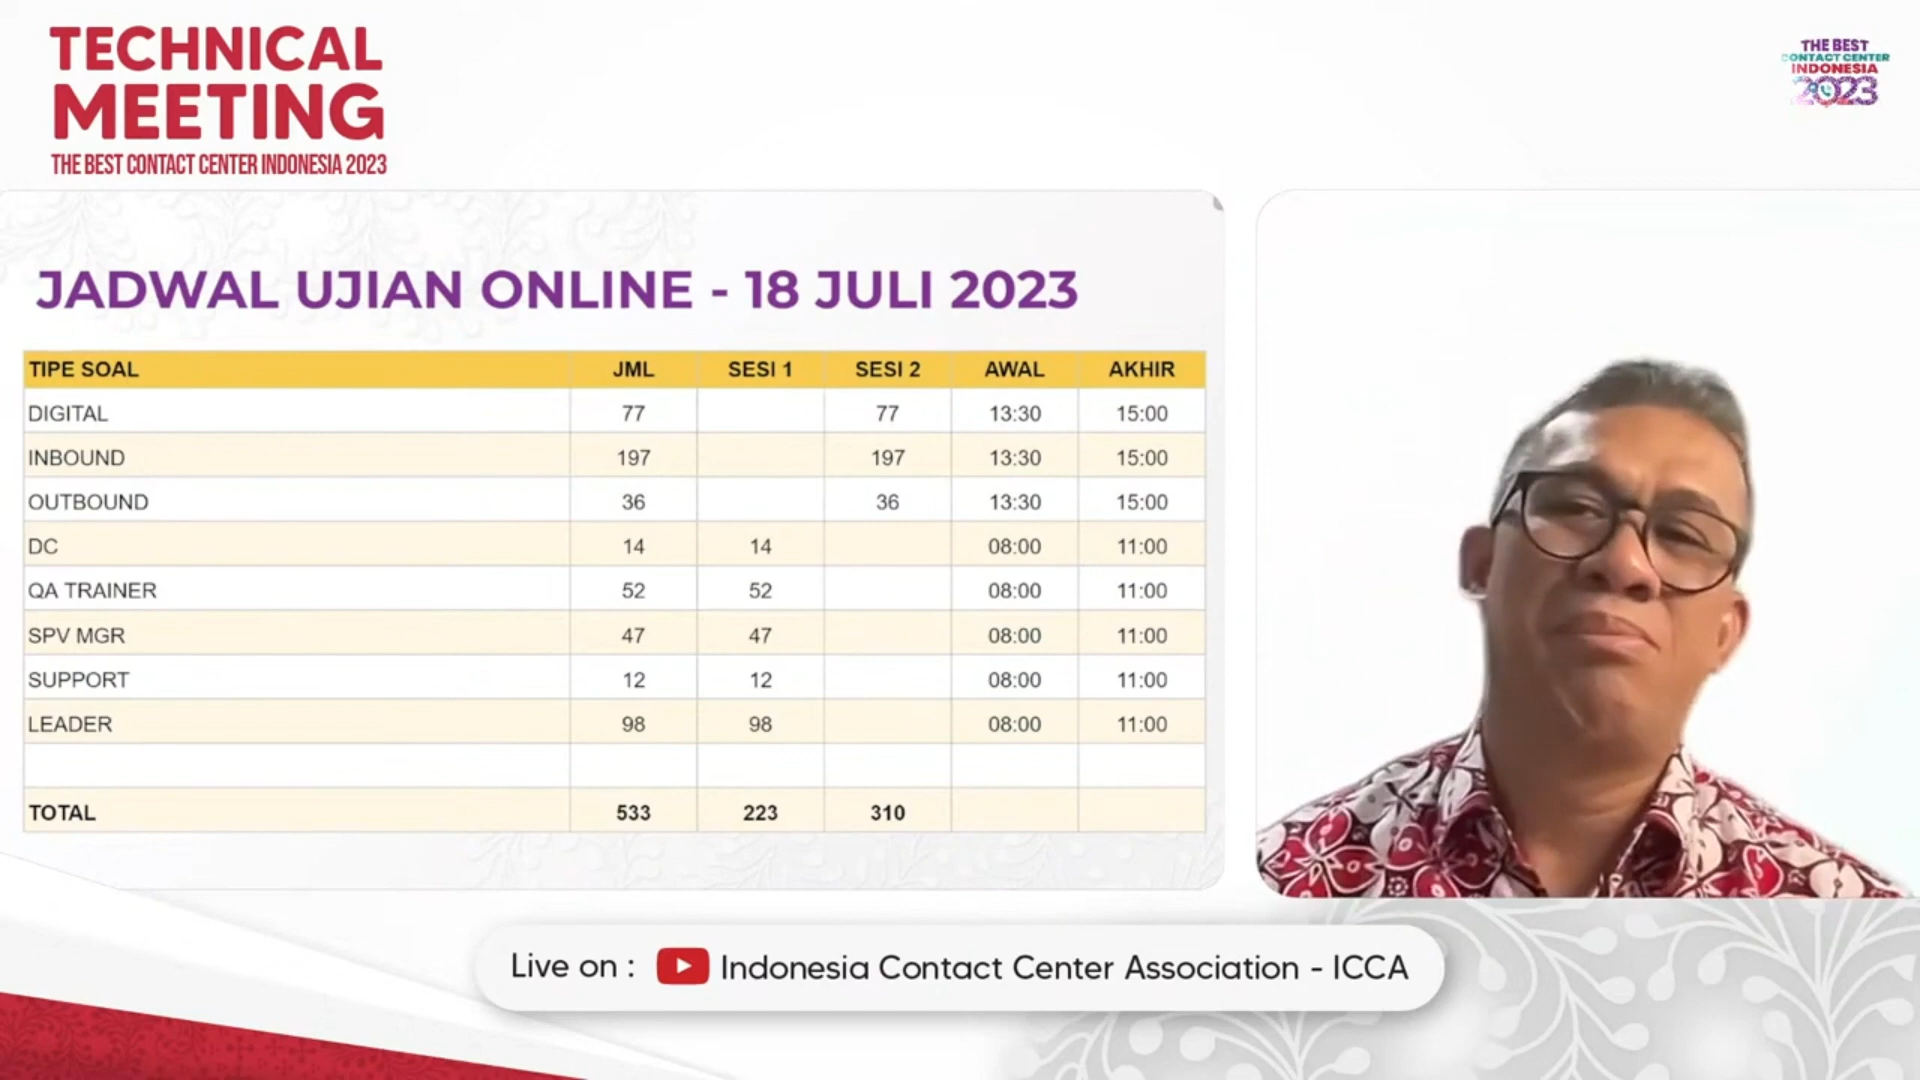 TECHNICAL
MEETING
THE BEST CONTACT CENTER INDONESIA 2023
THE BEST
CONTACT CENTER
INDONESIA
2023
JADWAL UJIAN ONLINE - 18 JULI 2023
TIPE SOAL JML SESI 1 SESI 2 AWAL AKHIR
DIGITAL 77 77 13:30 15:00
INBOUND 197 197 13:30 15:00
OUTBOUND 36 36 13:30 15:00
DC 14 14 08:00 11:00
QA TRAINER 52 52 08:00 11:00
SPV MGR 47 47 08:00 11:00
SUPPORT 12 12 08:00 11:00
LEADER 98 98 08:00 11:00
TOTAL 533 223 310
Live on : Indonesia Contact Center Association - ICCA